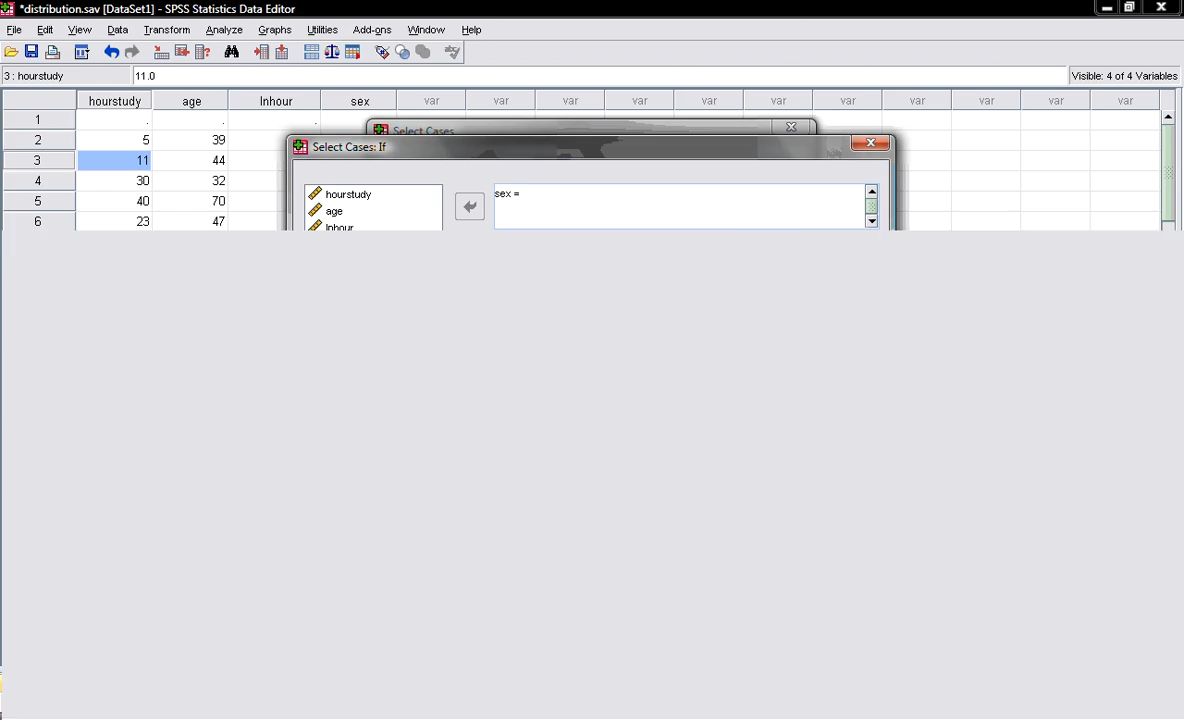 *distribution.sav [DataSet1] - SPSS Statistics Data Editor
File Edit View Data Transform Analyze Graphs Utilities Add-ons Window Help
3 : hourstudy 11.0 Visible: 4 of 4 Variables
hourstudy age lnhour sex var var var var var var var var var var var
1 . . .
Select Cases
2 5 39
Select Cases: If
3 11 44
4 30 32
hourstudy sex =
5 40 70
age
6 23 47
lnhour